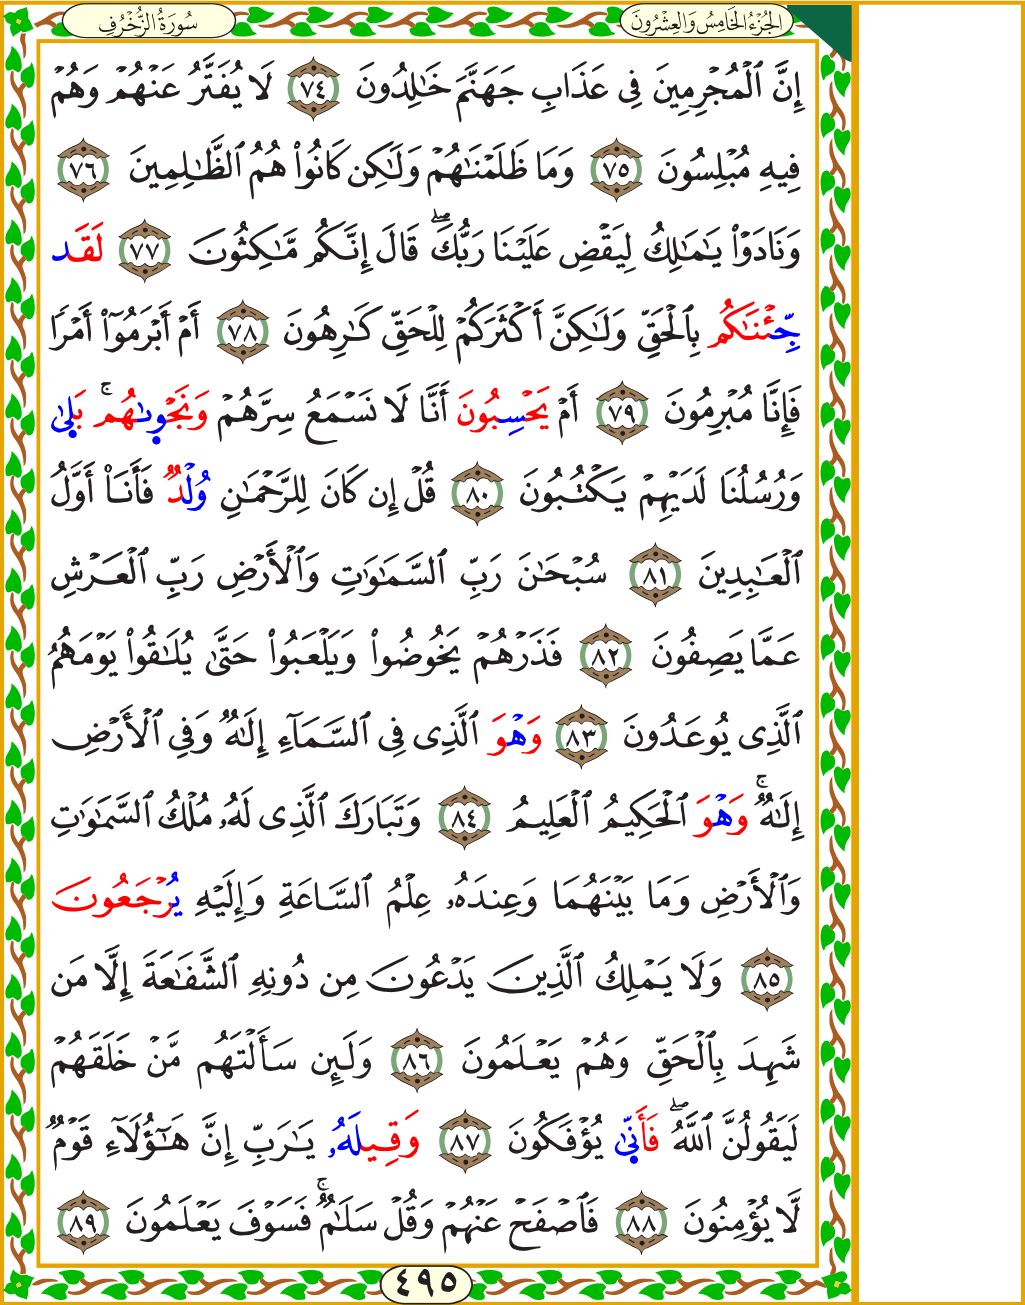 الجُزْءُ الخَامِسُ وَالعِشْرُونَ
سُورَةُ الزُّخْرُفِ
إِنَّ ٱلْمُجْرِمِينَ فِى عَذَابِ جَهَنَّمَ خَـٰلِدُونَ ٧٤ لَا يُفَتَّرُ عَنْهُمْ وَهُمْ
فِيهِ مُبْلِسُونَ ٧٥ وَمَا ظَلَمْنَـٰهُمْ وَلَـٰكِن كَانُوا۟ هُمُ ٱلظَّـٰلِمِينَ ٧٦
وَنَادَوْا۟ يَـٰمَـٰلِكُ لِيَقْضِ عَلَيْنَا رَبُّكَ ۖ قَالَ إِنَّكُم مَّـٰكِثُونَ ٧٧ لَقَد
جِّئْنَـٰكُم بِٱلْحَقِّ وَلَـٰكِنَّ أَكْثَرَكُمْ لِلْحَقِّ كَـٰرِهُونَ ٧٨ أَمْ أَبْرَمُوٓا۟ أَمْرًا
فَإِنَّا مُبْرِمُونَ ٧٩ أَمْ يَحْسِبُونَ أَنَّا لَا نَسْمَعُ سِرَّهُمْ وَنَجْوٜىٰهُم ۚ بَلٜىٰ
وَرُسُلُنَا لَدَيْهِمْ يَكْتُبُونَ ٨٠ قُلْ إِن كَانَ لِلرَّحْمَـٰنِ وُلْدٌ فَأَنَا۠ أَوَّلُ
ٱلْعَـٰبِدِينَ ٨١ سُبْحَـٰنَ رَبِّ ٱلسَّمَـٰوَٰتِ وَٱلْأَرْضِ رَبِّ ٱلْعَرْشِ
عَمَّا يَصِفُونَ ٨٢ فَذَرْهُمْ يَخُوضُوا۟ وَيَلْعَبُوا۟ حَتَّىٰ يُلَـٰقُوا۟ يَوْمَهُمُ
ٱلَّذِى يُوعَدُونَ ٨٣ وَهْوَ ٱلَّذِى فِى ٱلسَّمَآءِ إِلَـٰهٌ وَفِى ٱلْأَرْضِ
إِلَـٰهٌ ۚ وَهْوَ ٱلْحَكِيمُ ٱلْعَلِيمُ ٨٤ وَتَبَارَكَ ٱلَّذِى لَهُۥ مُلْكُ ٱلسَّمَـٰوَٰتِ
وَٱلْأَرْضِ وَمَا بَيْنَهُمَا وَعِندَهُۥ عِلْمُ ٱلسَّاعَةِ وَإِلَيْهِ يُرْجَعُونَ
٨٥ وَلَا يَمْلِكُ ٱلَّذِينَ يَدْعُونَ مِن دُونِهِ ٱلشَّفَـٰعَةَ إِلَّا مَن
شَهِدَ بِٱلْحَقِّ وَهُمْ يَعْلَمُونَ ٨٦ وَلَئِن سَأَلْتَهُم مَّنْ خَلَقَهُمْ
لَيَقُولُنَّ ٱللَّهُ ۖ فَأَنّٜىٰ يُؤْفَكُونَ ٨٧ وَقِيلَهُۥ يَـٰرَبِّ إِنَّ هَـٰٓؤُلَآءِ قَوْمٌ
لَّا يُؤْمِنُونَ ٨٨ فَٱصْفَحْ عَنْهُمْ وَقُلْ سَلَـٰمٌ ۚ فَسَوْفَ يَعْلَمُونَ ٨٩
٤٩٥